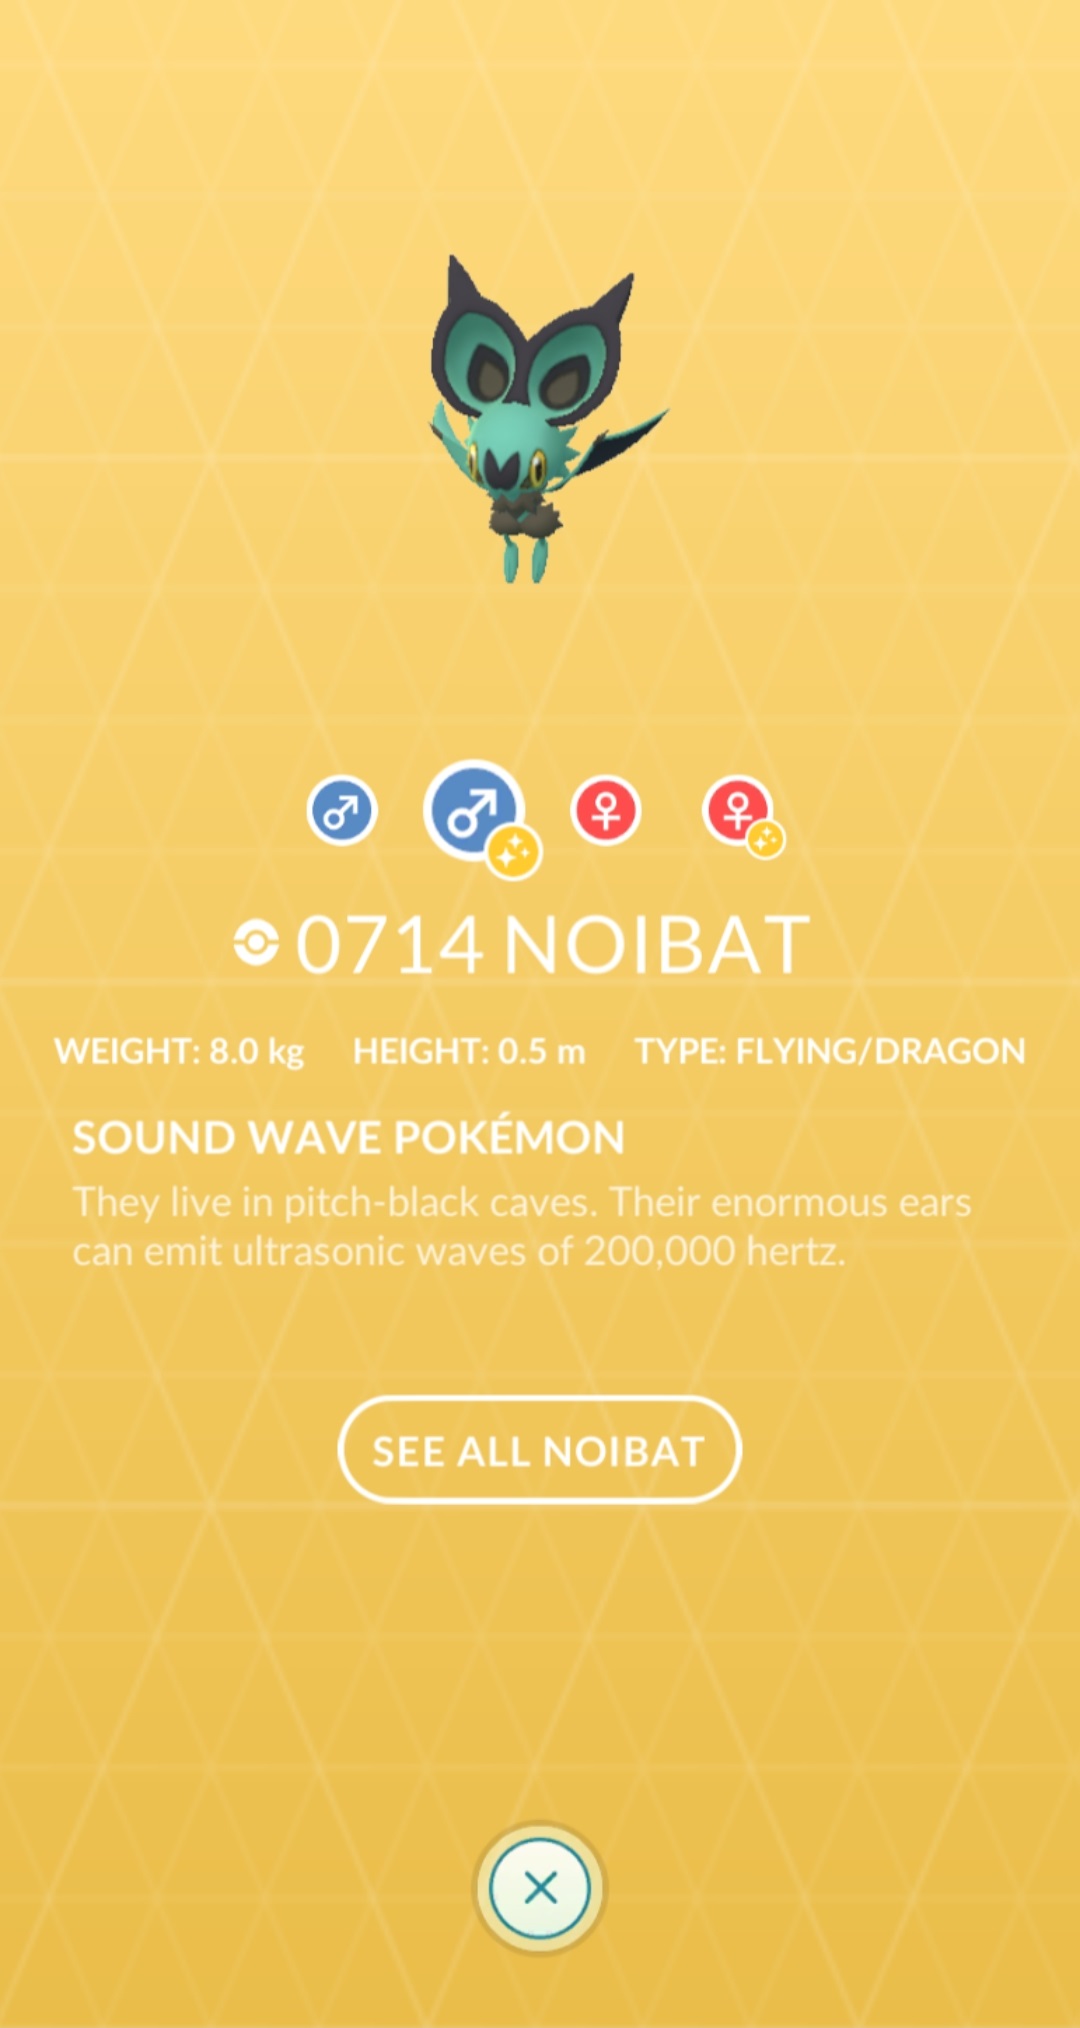 0714 NOIBAT
WEIGHT: 8.0 kg HEIGHT: 0.5 m TYPE: FLYING/DRAGON
SOUND WAVE POKÉMON
They live in pitch-black caves. Their enormous ears
can emit ultrasonic waves of 200,000 hertz.
SEE ALL NOIBAT